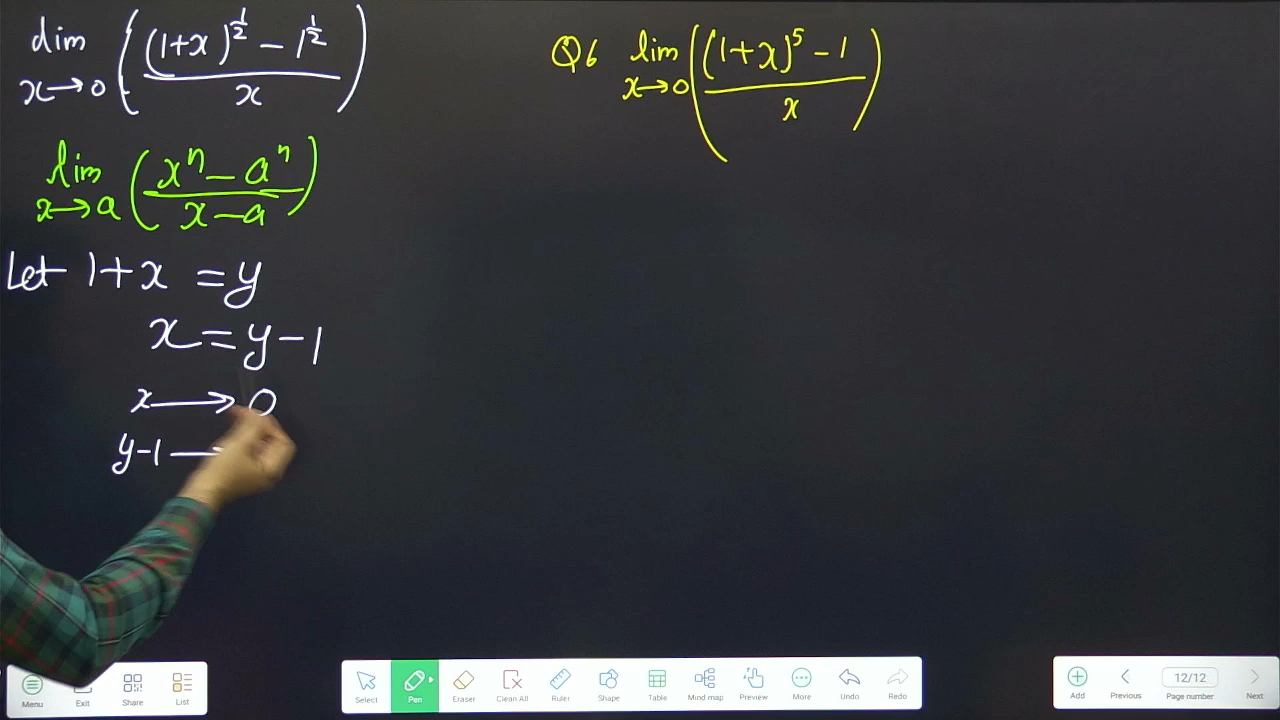 lim x→0 (((1+x)^½ − 1^½)/x)
lim x→a ((xⁿ − aⁿ)/(x−a))
Let 1+x = y
x = y−1
x → 0
y−1 →
Q6 lim x→0 (((1+x)⁵ − 1)/x)
Menu Exit Share List
Select Pen Eraser Clean All Ruler Shape Table Mind map Preview More Undo Redo
Add Previous 12/12 Page number Next